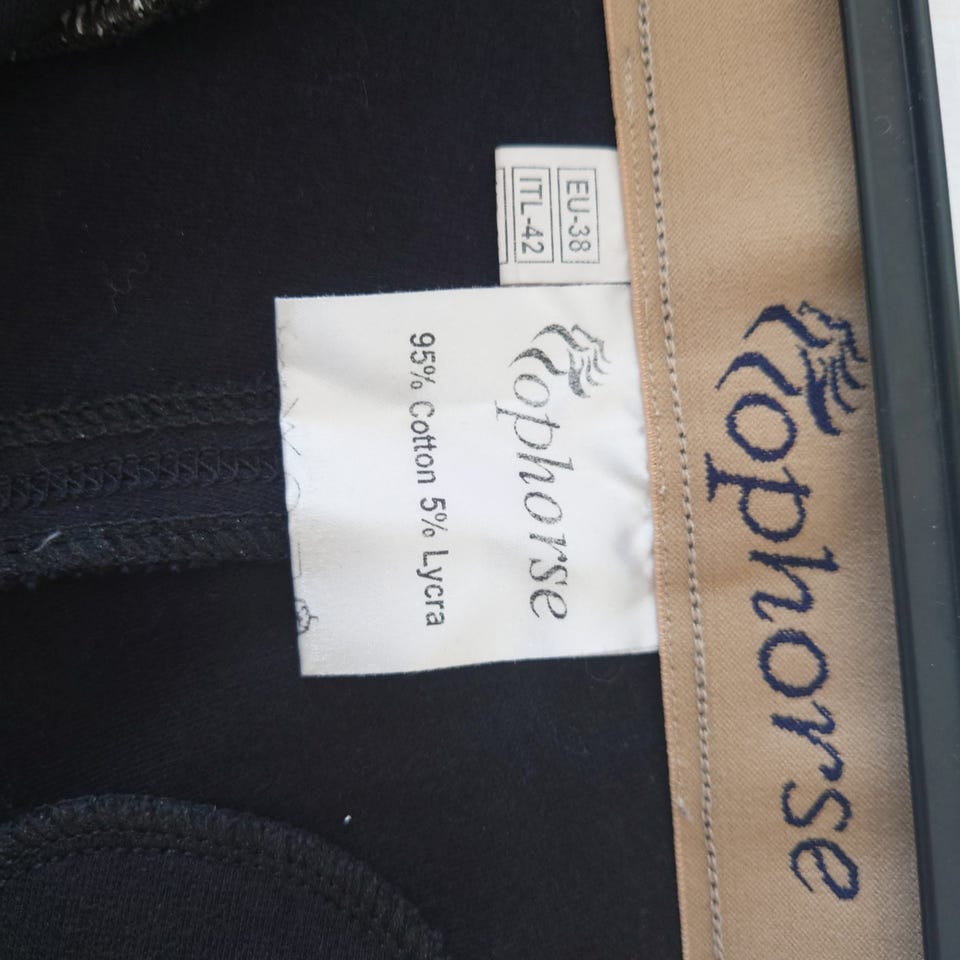 EU-38
ITL-42
Tophorse
95% Cotton 5% Lycra
Tophorse